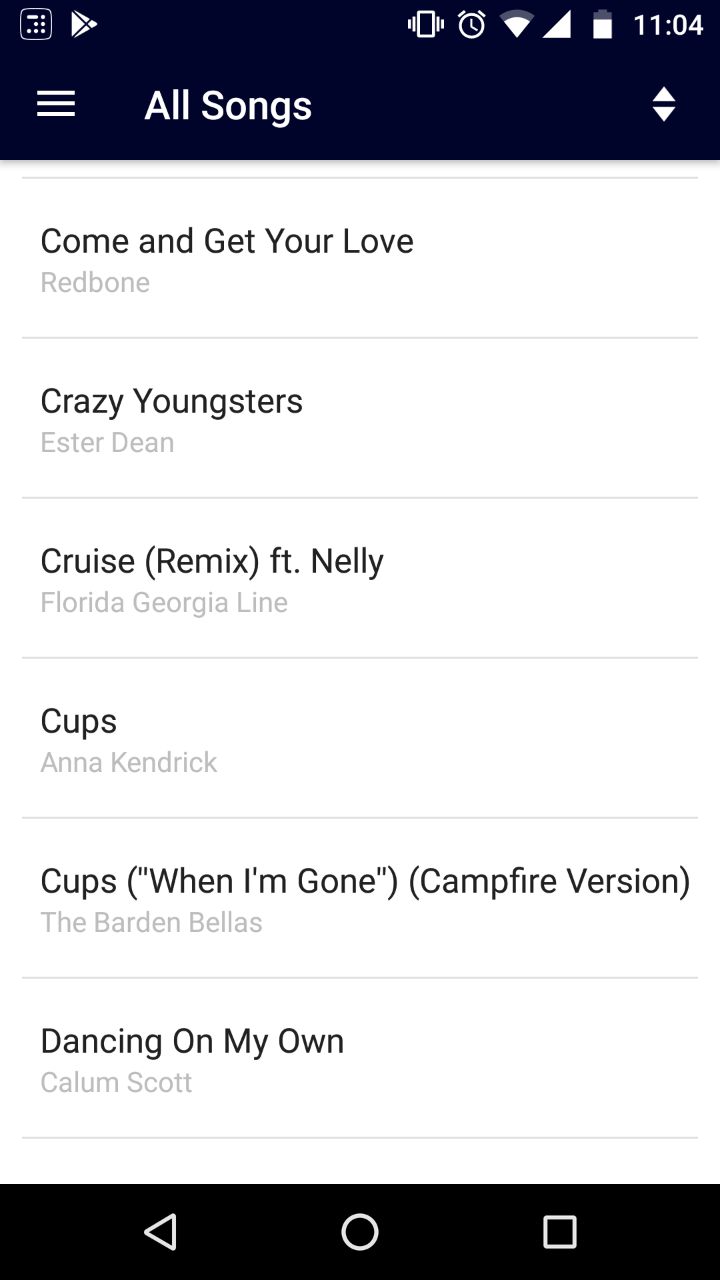 11:04
All Songs
Come and Get Your Love
Redbone
Crazy Youngsters
Ester Dean
Cruise (Remix) ft. Nelly
Florida Georgia Line
Cups
Anna Kendrick
Cups ("When I'm Gone") (Campfire Version)
The Barden Bellas
Dancing On My Own
Calum Scott